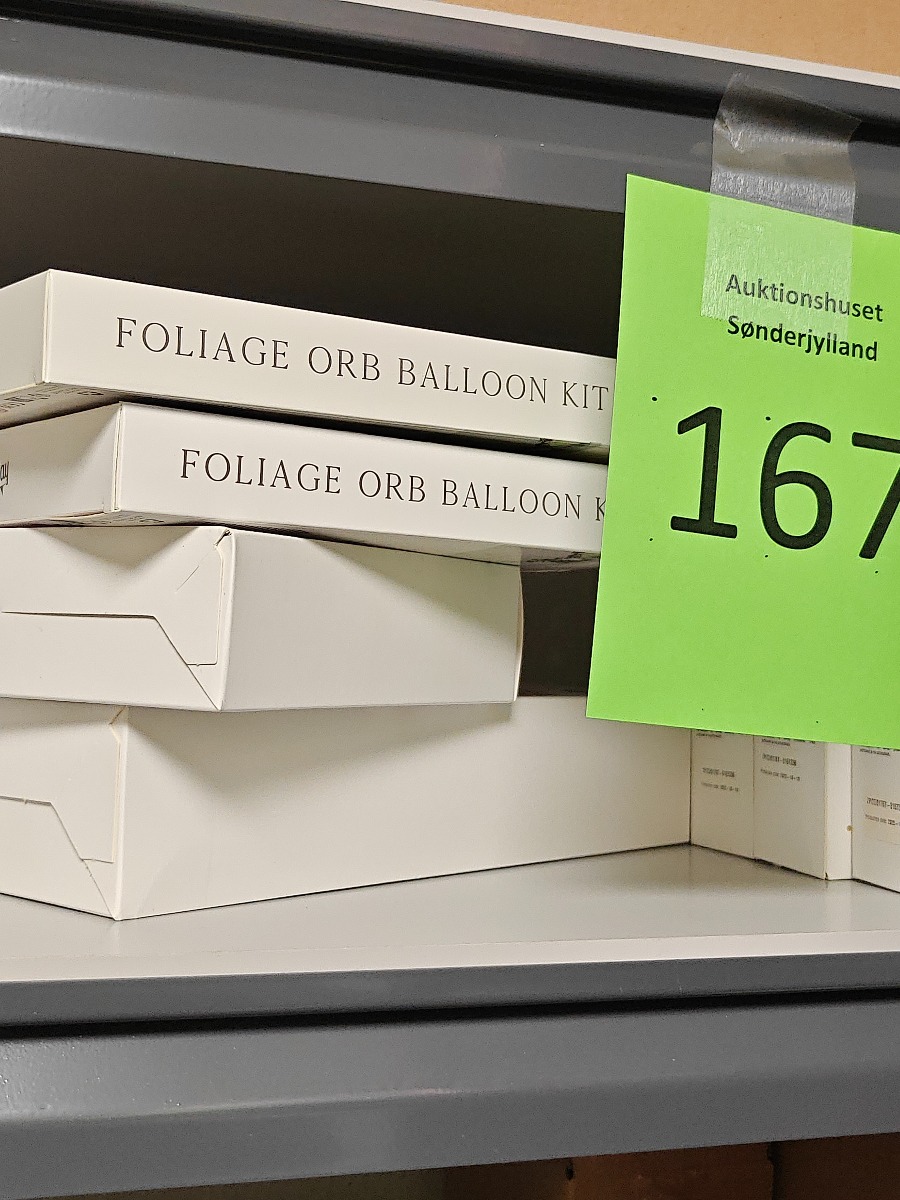 FOLIAGE ORB BALLOON KIT
FOLIAGE ORB BALLOON K
Auktionshuset
Sønderjylland
167